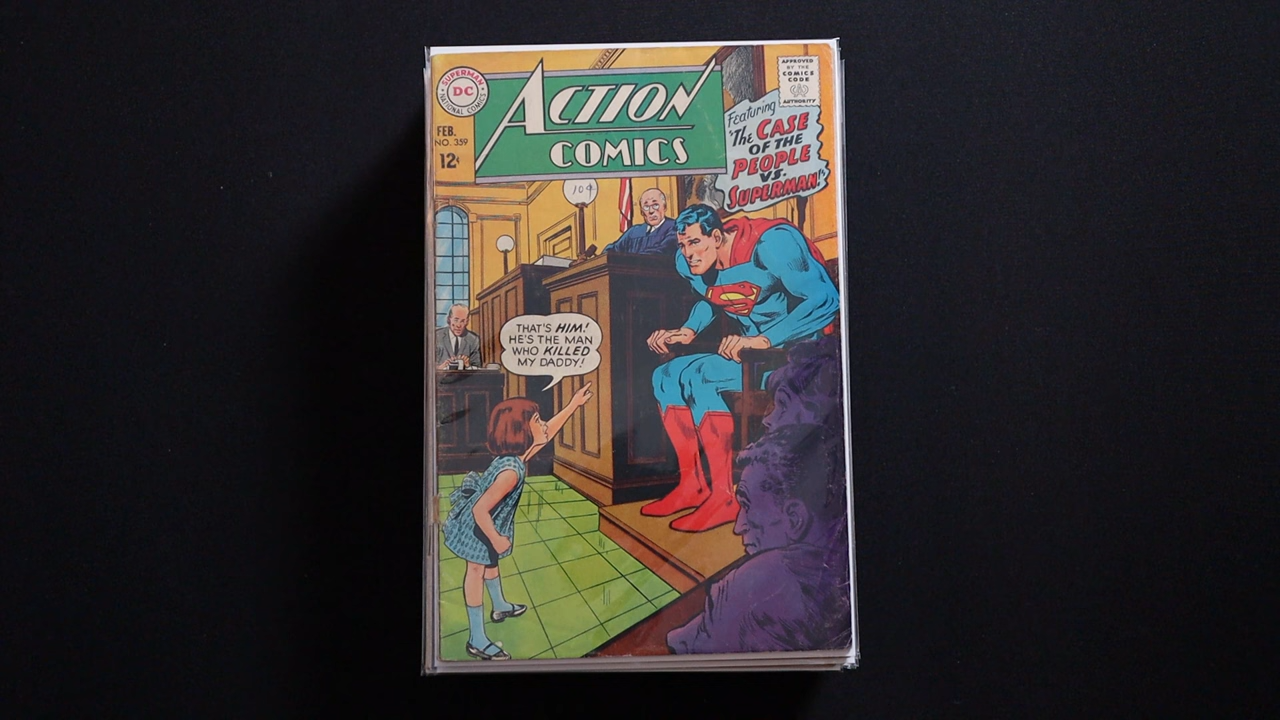 SUPERMAN
DC
NATIONAL COMICS
FEB.
NO. 359
12¢
ACTION
COMICS
APPROVED
BY THE
COMICS
CODE
AUTHORITY
Featuring
"The CASE
OF THE
PEOPLE
VS.
SUPERMAN!"
104
THAT'S HIM!
HE'S THE MAN
WHO KILLED
MY DADDY!